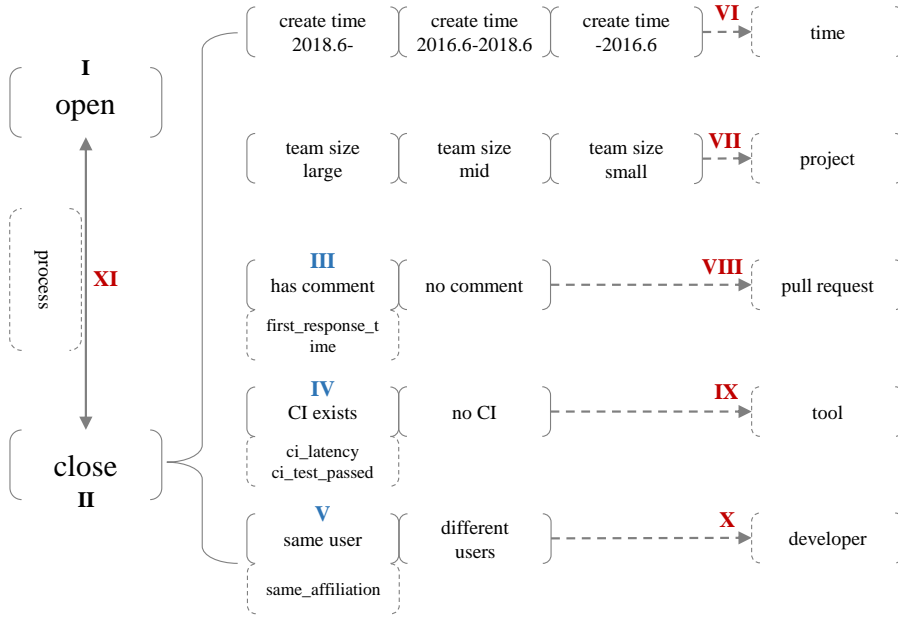 I
open
process
XI
close
II
create time
2018.6-
create time
2016.6-2018.6
create time
-2016.6
VI
time
team size
large
team size
mid
team size
small
VII
project
III
has comment
no comment
VIII
pull request
first_response_t
ime
IV
CI exists
no CI
IX
tool
ci_latency
ci_test_passed
V
same user
different
users
X
developer
same_affiliation